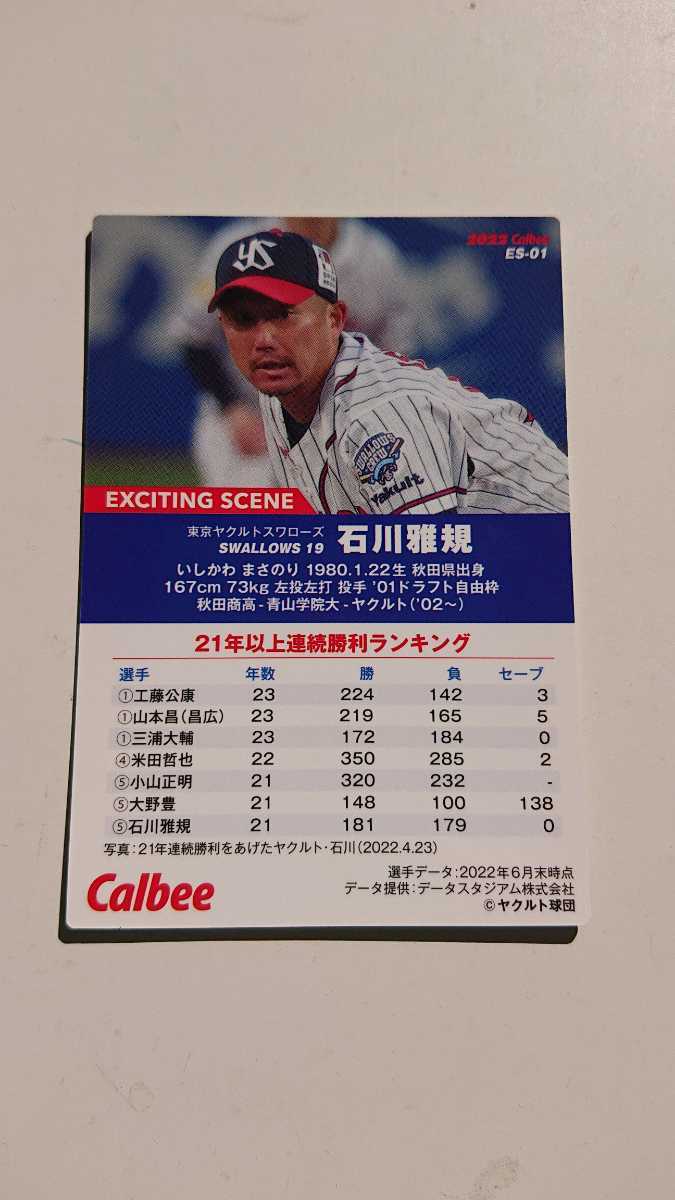 2022 Calbee
ES-01
YS
SWALLOWS
CREW
Yakult
EXCITING SCENE
東京ヤクルトスワローズ
SWALLOWS 19 石川雅規
いしかわ まさのり 1980.1.22生 秋田県出身
167cm 73kg 左投左打 投手 '01ドラフト自由枠
秋田商高-青山学院大-ヤクルト('02～)
21年以上連続勝利ランキング
選手 年数 勝 負 セーブ
①工藤公康 23 224 142 3
①山本昌(昌広) 23 219 165 5
①三浦大輔 23 172 184 0
④米田哲也 22 350 285 2
⑤小山正明 21 320 232 -
⑤大野豊 21 148 100 138
⑤石川雅規 21 181 179 0
写真:21年連続勝利をあげたヤクルト・石川(2022.4.23)
Calbee
選手データ:2022年6月末時点
データ提供:データスタジアム株式会社
©ヤクルト球団